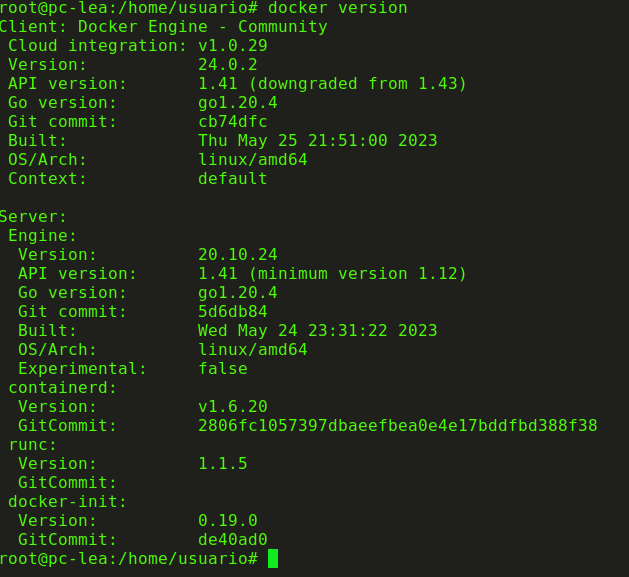 root@pc-lea:/home/usuario# docker version
Client: Docker Engine - Community
 Cloud integration: v1.0.29
 Version:           24.0.2
 API version:       1.41 (downgraded from 1.43)
 Go version:        go1.20.4
 Git commit:        cb74dfc
 Built:             Thu May 25 21:51:00 2023
 OS/Arch:           linux/amd64
 Context:           default

Server:
 Engine:
  Version:          20.10.24
  API version:      1.41 (minimum version 1.12)
  Go version:       go1.20.4
  Git commit:       5d6db84
  Built:            Wed May 24 23:31:22 2023
  OS/Arch:          linux/amd64
  Experimental:     false
 containerd:
  Version:          v1.6.20
  GitCommit:        2806fc1057397dbaeefbea0e4e17bddfbd388f38
 runc:
  Version:          1.1.5
  GitCommit:
 docker-init:
  Version:          0.19.0
  GitCommit:        de40ad0
root@pc-lea:/home/usuario#